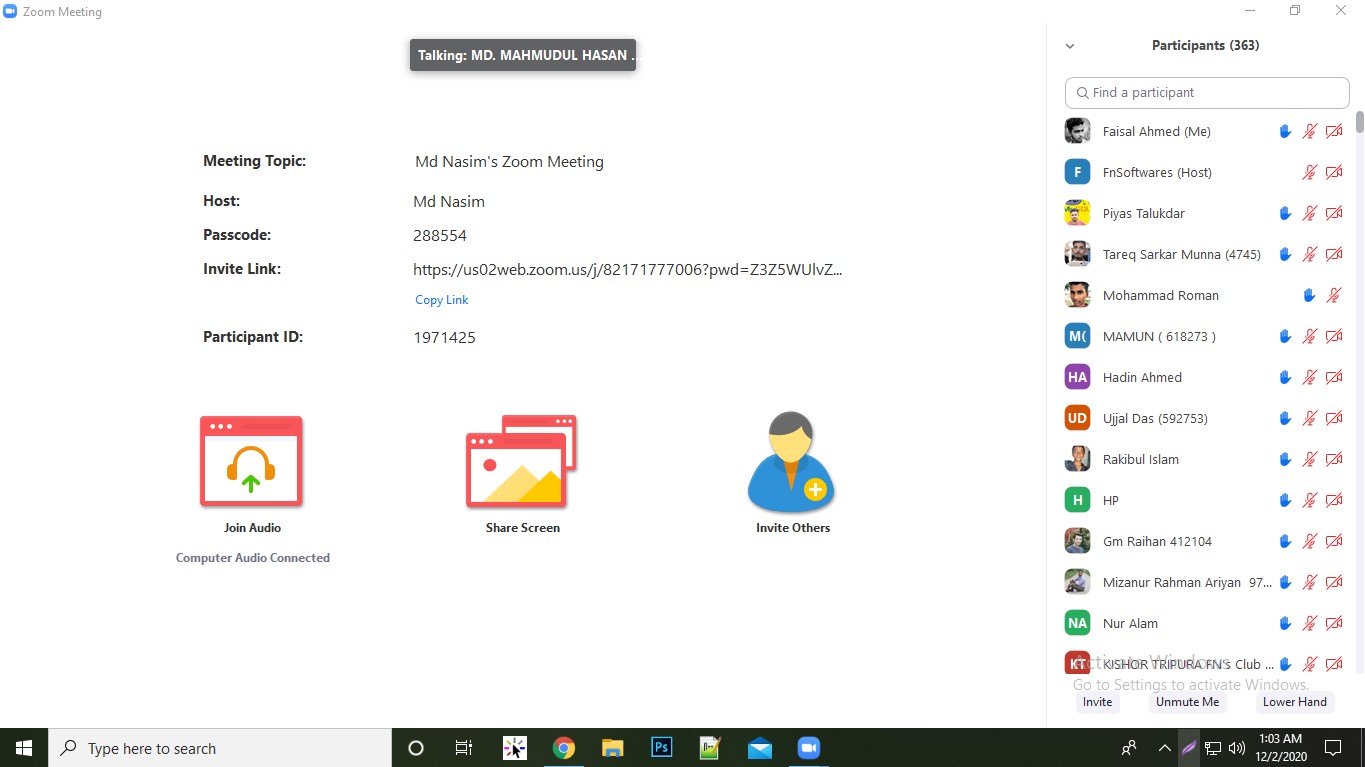 Zoom Meeting
Talking: MD. MAHMUDUL HASAN ...
Meeting Topic: Md Nasim's Zoom Meeting
Host: Md Nasim
Passcode: 288554
Invite Link: https://us02web.zoom.us/j/82171777006?pwd=Z3Z5WUlvZ...
Copy Link
Participant ID: 1971425
Join Audio
Share Screen
Invite Others
Computer Audio Connected
Participants (363)
Find a participant
Faisal Ahmed (Me)
F FnSoftwares (Host)
Piyas Talukdar
Tareq Sarkar Munna (4745)
Mohammad Roman
M( MAMUN ( 618273 )
HA Hadin Ahmed
UD Ujjal Das (592753)
Rakibul Islam
H HP
Gm Raihan 412104
Mizanur Rahman Ariyan 97...
NA Nur Alam
KT KISHOR TRIPURA FN'S Club ...
Activate Windows
Go to Settings to activate Windows.
Invite Unmute Me Lower Hand
Type here to search
Ps
1:03 AM
12/2/2020